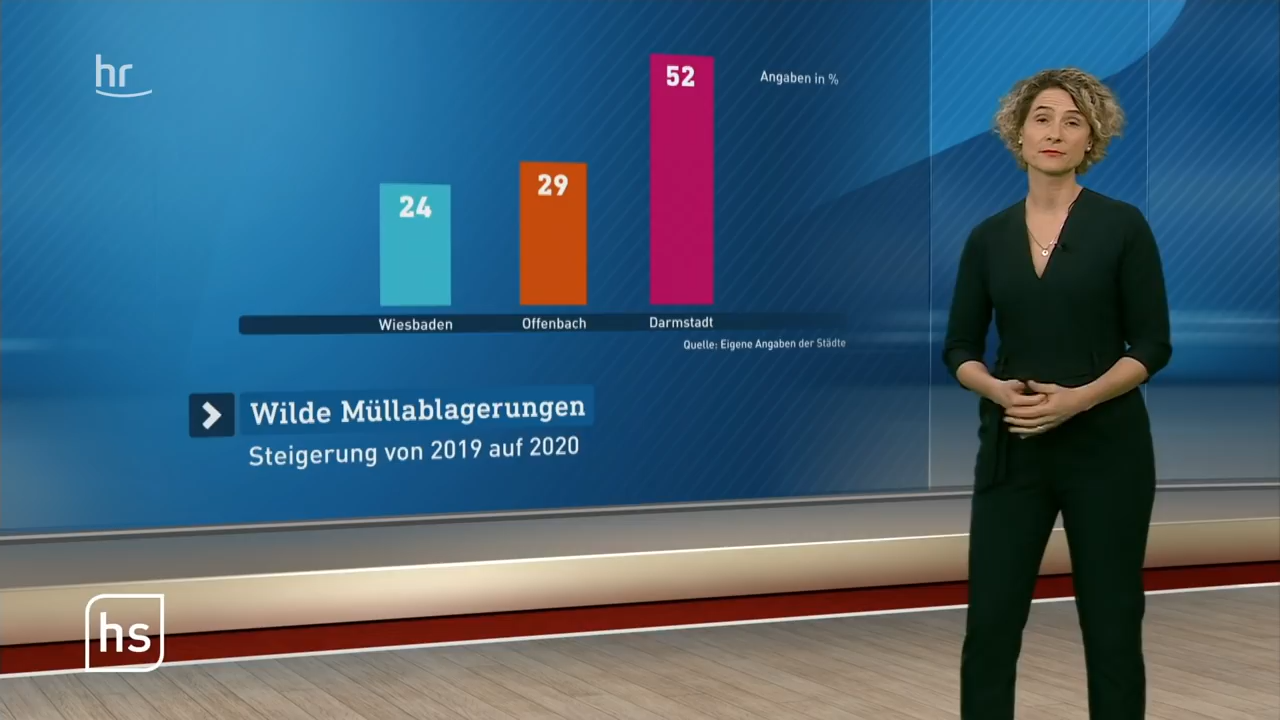 hr
52
Angaben in %
29
24
Wiesbaden
Offenbach
Darmstadt
Quelle: Eigene Angaben der Städte
Wilde Müllablagerungen
Steigerung von 2019 auf 2020
hs